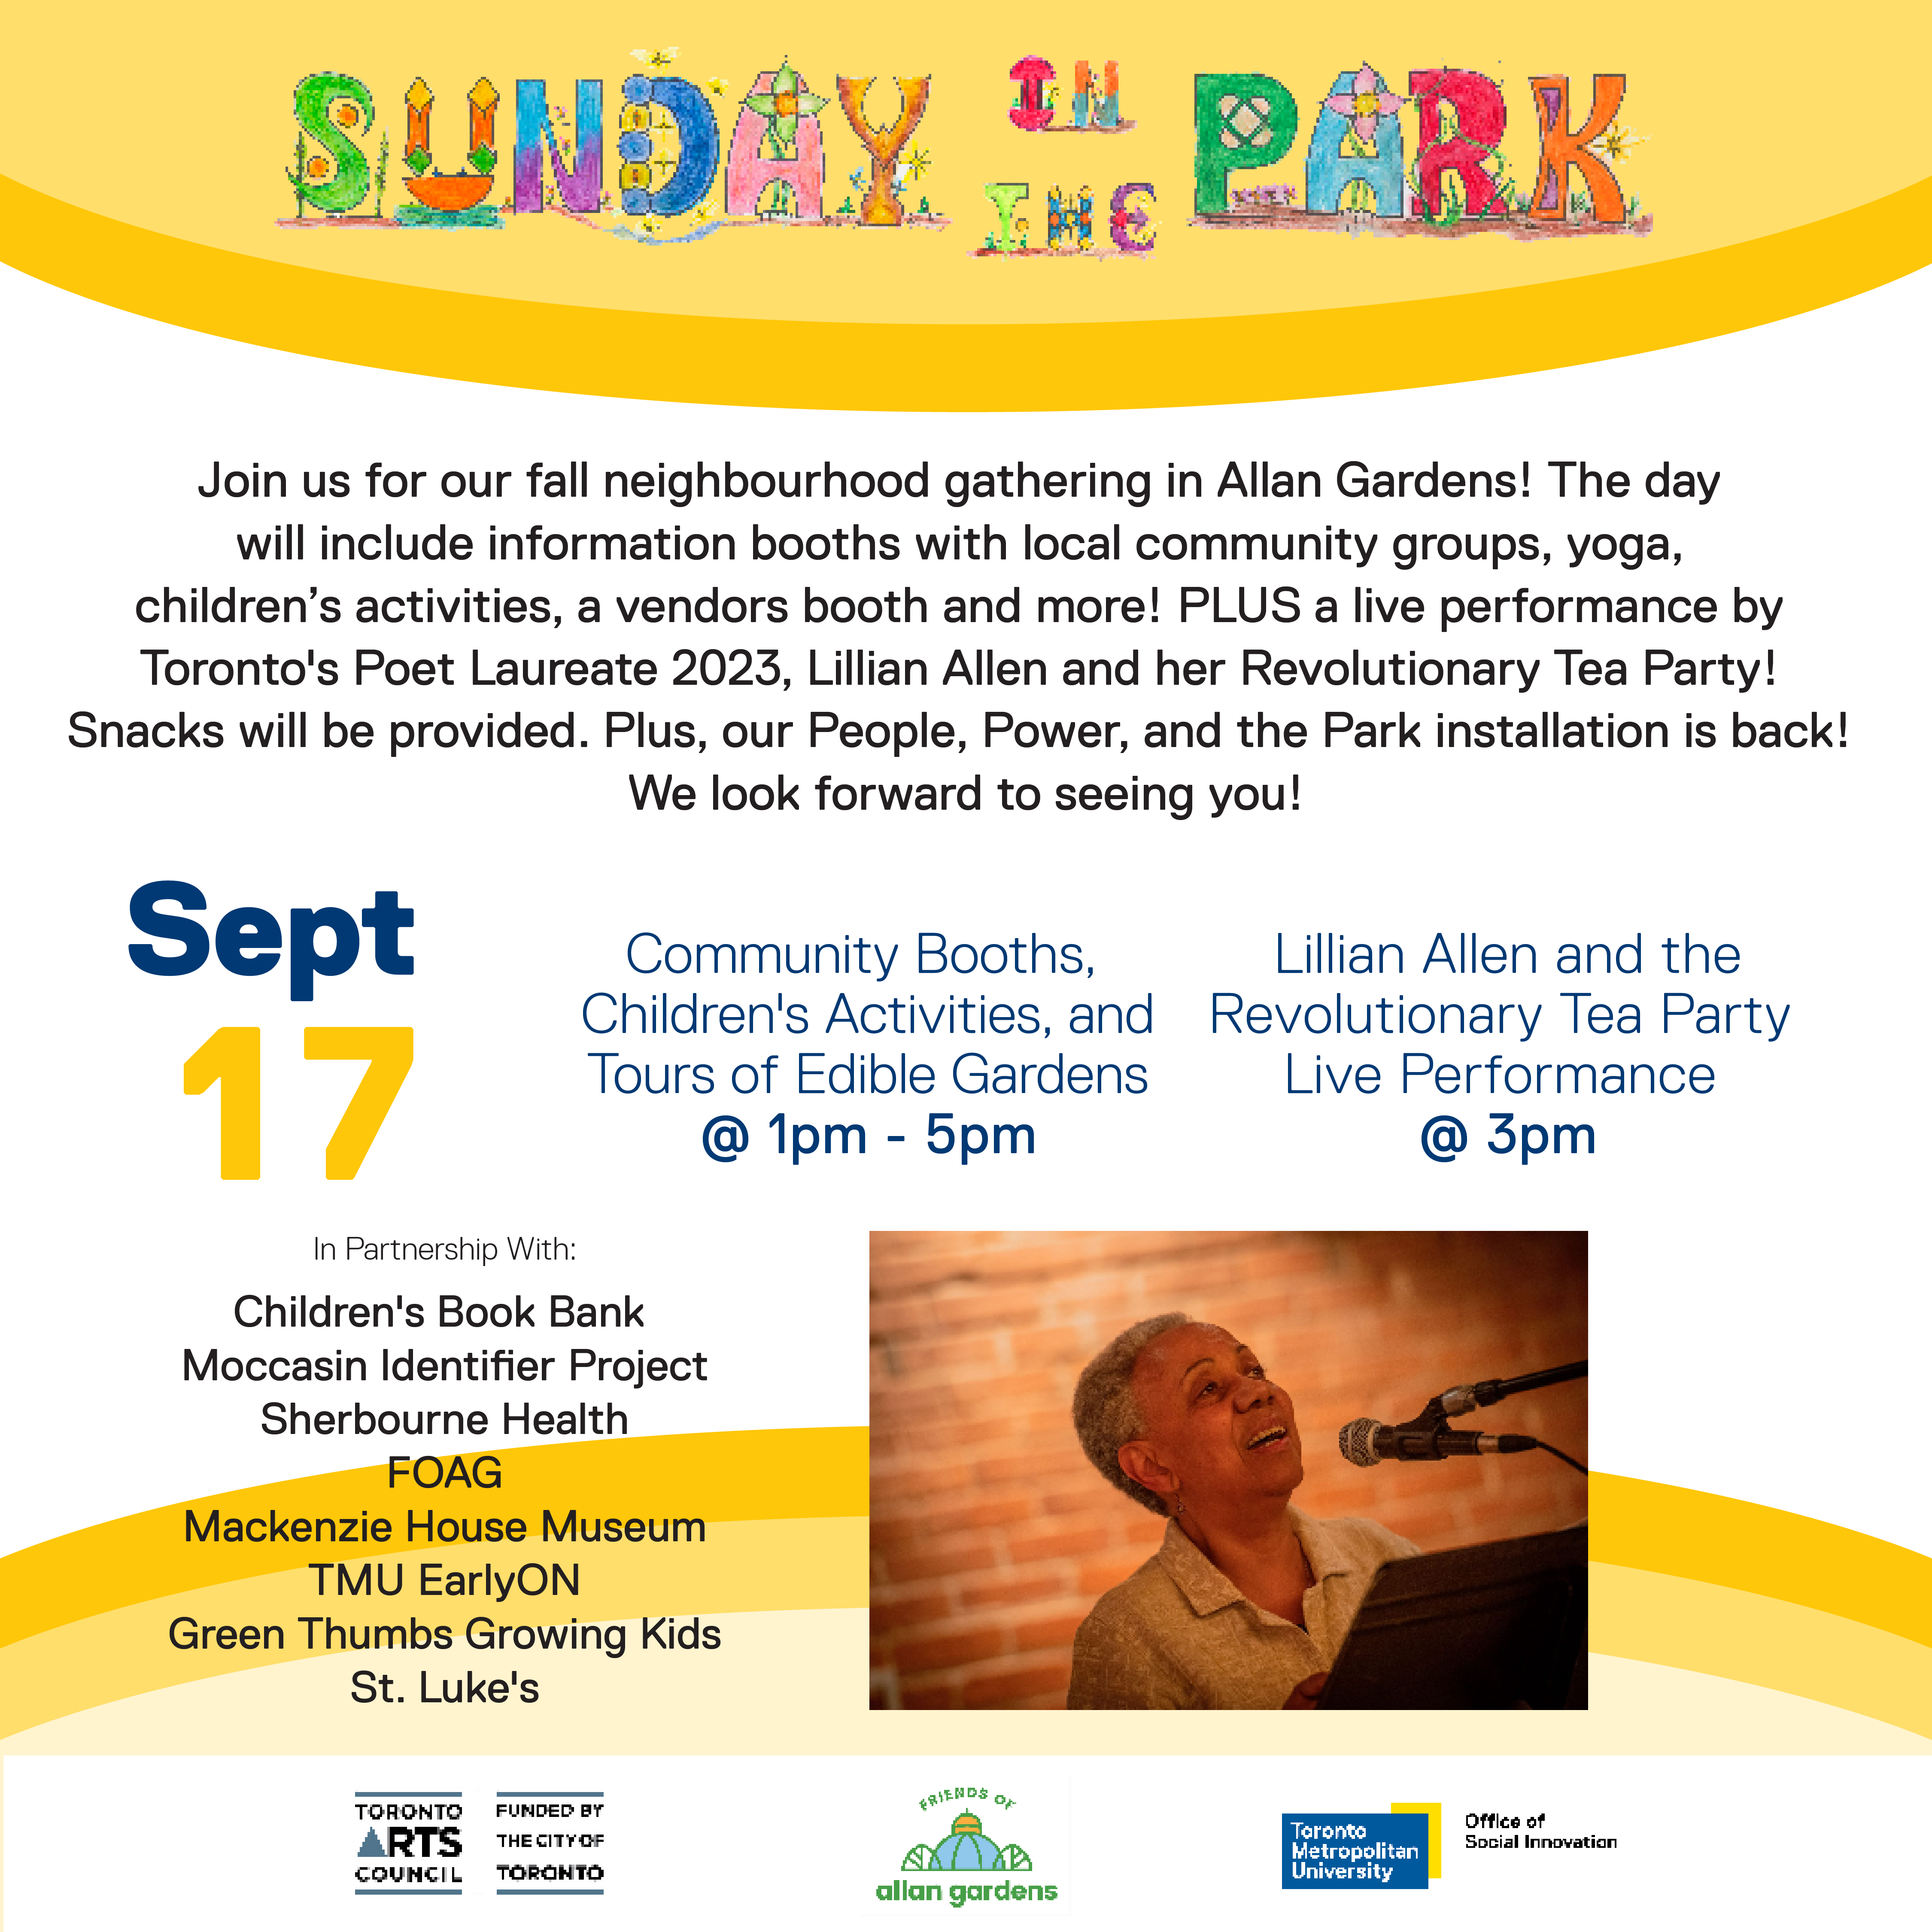 SUNDAY IN THE PARK
Join us for our fall neighbourhood gathering in Allan Gardens! The day
will include information booths with local community groups, yoga,
children’s activities, a vendors booth and more! PLUS a live performance by
Toronto's Poet Laureate 2023, Lillian Allen and her Revolutionary Tea Party!
Snacks will be provided. Plus, our People, Power, and the Park installation is back!
We look forward to seeing you!
Sept
17
Community Booths,
Children's Activities, and
Tours of Edible Gardens
@ 1pm - 5pm
Lillian Allen and the
Revolutionary Tea Party
Live Performance
@ 3pm
In Partnership With:
Children's Book Bank
Moccasin Identifier Project
Sherbourne Health
FOAG
Mackenzie House Museum
TMU EarlyON
Green Thumbs Growing Kids
St. Luke's
TORONTO
ARTS
COUNCIL
FUNDED BY
THE CITY OF
TORONTO
FRIENDS OF
allan gardens
Toronto
Metropolitan
University
Office of
Social Innovation